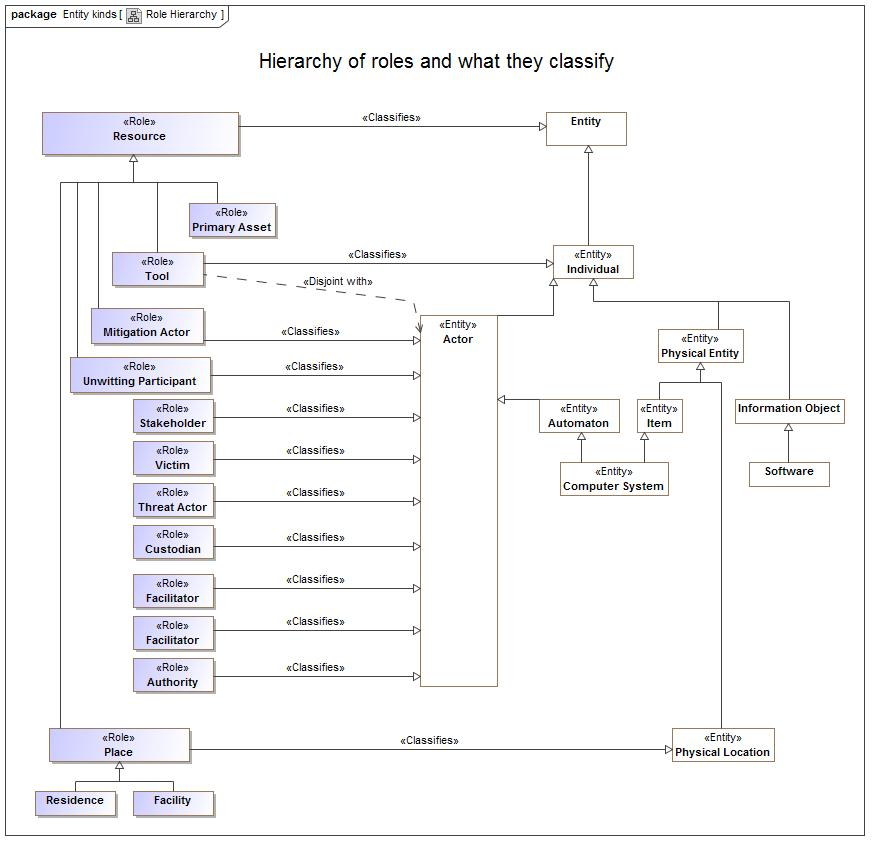 package Entity kinds [ Role Hierarchy ]
Hierarchy of roles and what they classify
«Role»
Resource
«Classifies»
Entity
«Role»
Primary Asset
«Role»
Tool
«Classifies»
«Entity»
Individual
«Disjoint with»
«Role»
Mitigation Actor
«Classifies»
«Entity»
Actor
«Entity»
Physical Entity
«Role»
Unwitting Participant
«Classifies»
«Role»
Stakeholder
«Classifies»
«Entity»
Automaton
«Entity»
Item
Information Object
«Role»
Victim
«Classifies»
«Entity»
Computer System
Software
«Role»
Threat Actor
«Classifies»
«Role»
Custodian
«Classifies»
«Role»
Facilitator
«Classifies»
«Role»
Facilitator
«Classifies»
«Role»
Authority
«Classifies»
«Role»
Place
«Classifies»
«Entity»
Physical Location
Residence
Facility